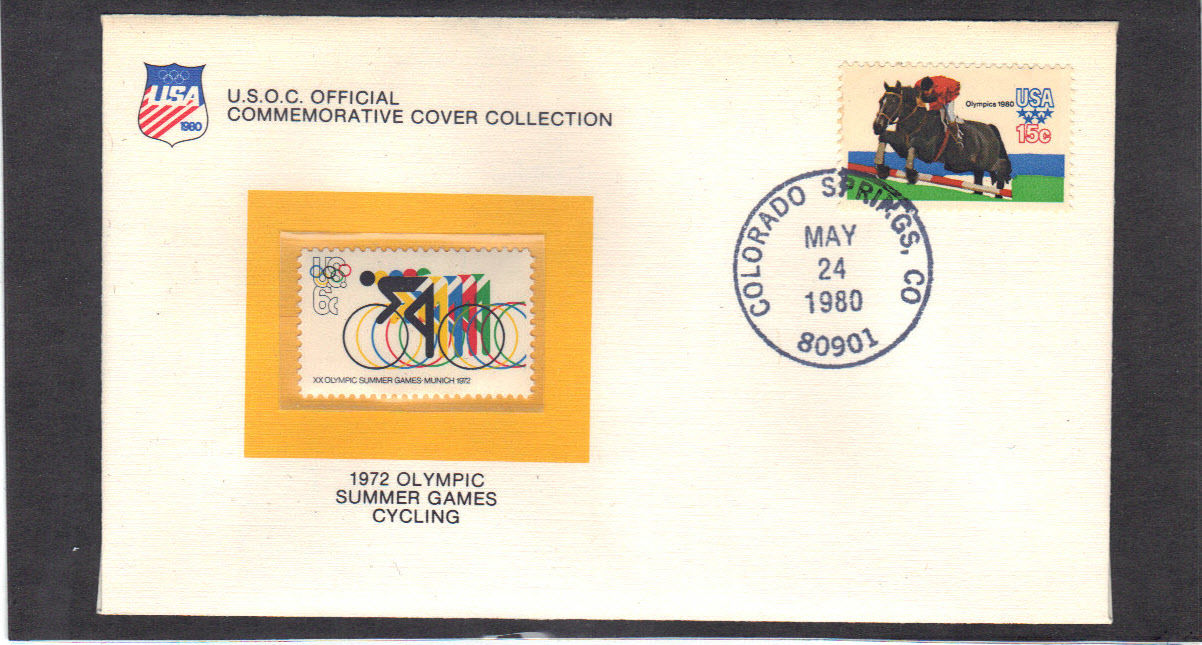 USA
1980
U.S.O.C. OFFICIAL
COMMEMORATIVE COVER COLLECTION
Olympics 1980
USA
15c
COLORADO SPRINGS, CO
MAY
24
1980
80901
US
6c
XX OLYMPIC SUMMER GAMES·MUNICH 1972
1972 OLYMPIC
SUMMER GAMES
CYCLING